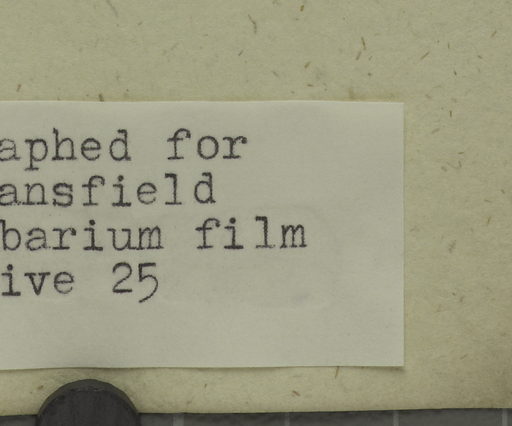 aphed for
ansfield
barium film
ive 25